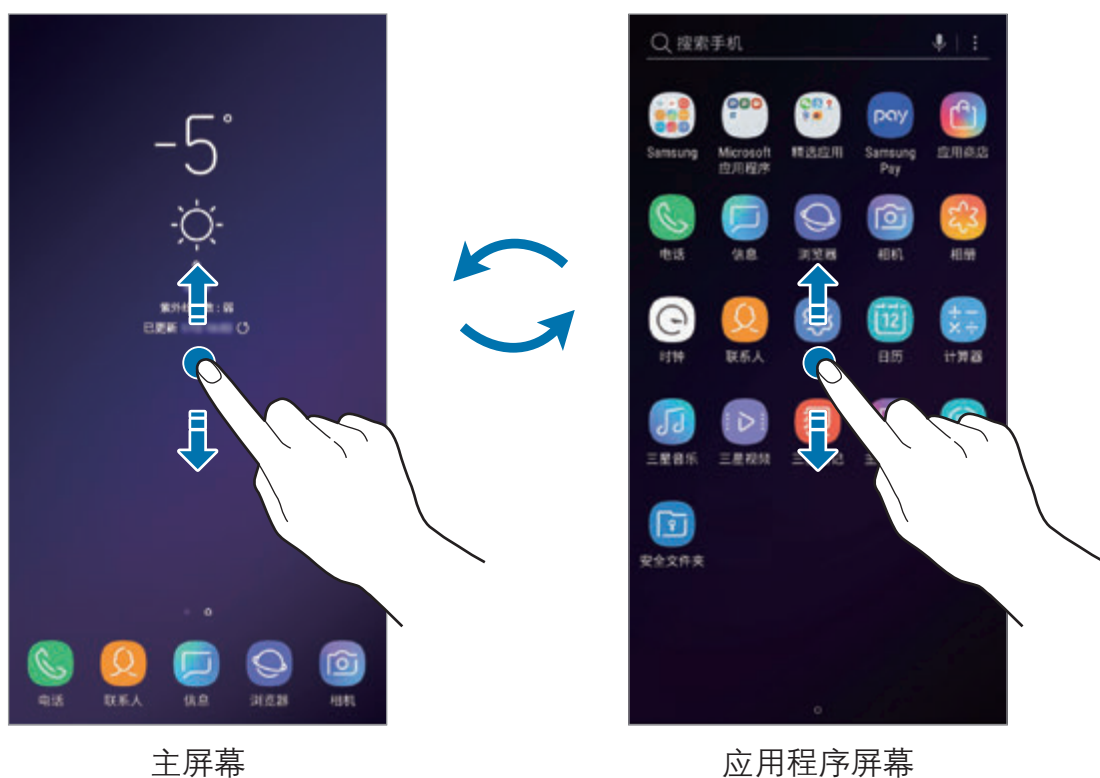 -5°
已更新
电话
联系人
信息
浏览器
相机
主屏幕
搜索手机
Samsung
Microsoft
应用程序
精选应用
Samsung
Pay
应用商店
pay
电话
信息
浏览器
相机
相册
时钟
联系人
日历
12
计算器
三星音乐
三星视频
安全文件夹
应用程序屏幕